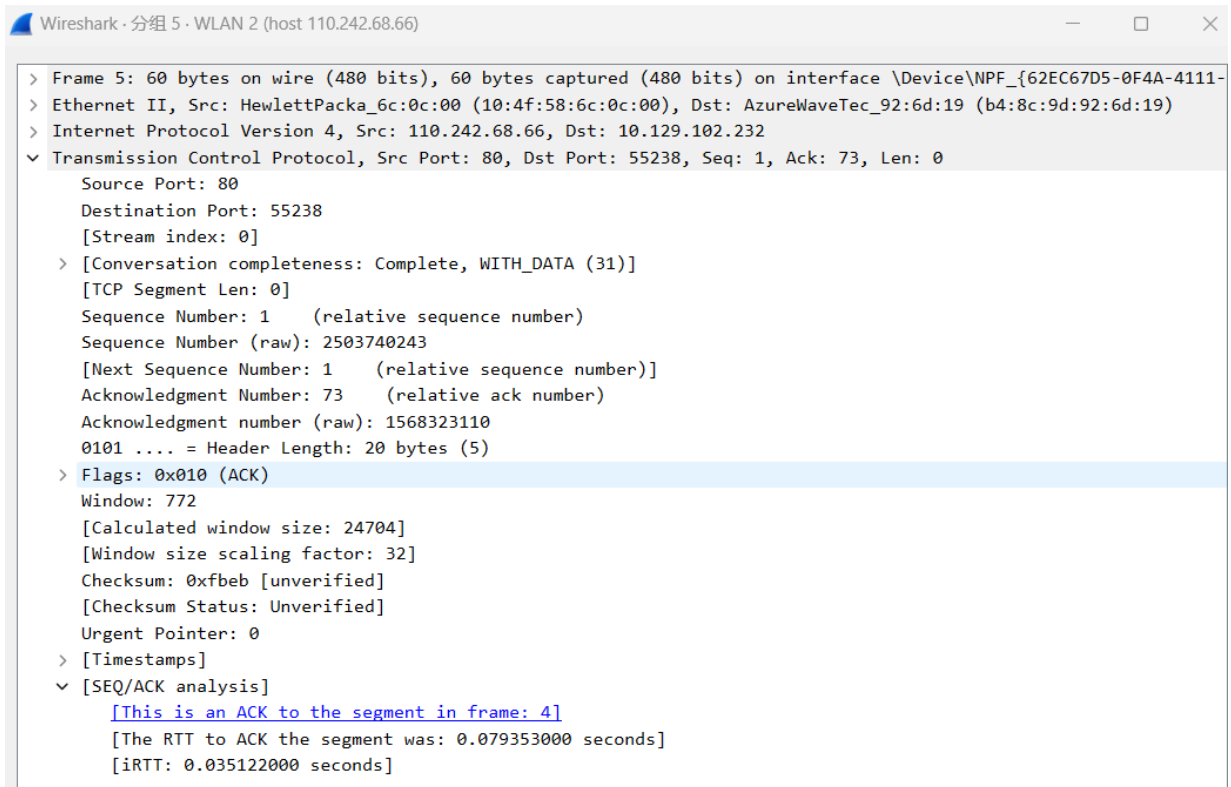 Wireshark · 分组 5 · WLAN 2 (host 110.242.68.66)
Frame 5: 60 bytes on wire (480 bits), 60 bytes captured (480 bits) on interface \Device\NPF_{62EC67D5-0F4A-4111-
Ethernet II, Src: HewlettPacka_6c:0c:00 (10:4f:58:6c:0c:00), Dst: AzureWaveTec_92:6d:19 (b4:8c:9d:92:6d:19)
Internet Protocol Version 4, Src: 110.242.68.66, Dst: 10.129.102.232
Transmission Control Protocol, Src Port: 80, Dst Port: 55238, Seq: 1, Ack: 73, Len: 0
Source Port: 80
Destination Port: 55238
[Stream index: 0]
[Conversation completeness: Complete, WITH_DATA (31)]
[TCP Segment Len: 0]
Sequence Number: 1    (relative sequence number)
Sequence Number (raw): 2503740243
[Next Sequence Number: 1    (relative sequence number)]
Acknowledgment Number: 73    (relative ack number)
Acknowledgment number (raw): 1568323110
0101 .... = Header Length: 20 bytes (5)
Flags: 0x010 (ACK)
Window: 772
[Calculated window size: 24704]
[Window size scaling factor: 32]
Checksum: 0xfbeb [unverified]
[Checksum Status: Unverified]
Urgent Pointer: 0
[Timestamps]
[SEQ/ACK analysis]
[This is an ACK to the segment in frame: 4]
[The RTT to ACK the segment was: 0.079353000 seconds]
[iRTT: 0.035122000 seconds]